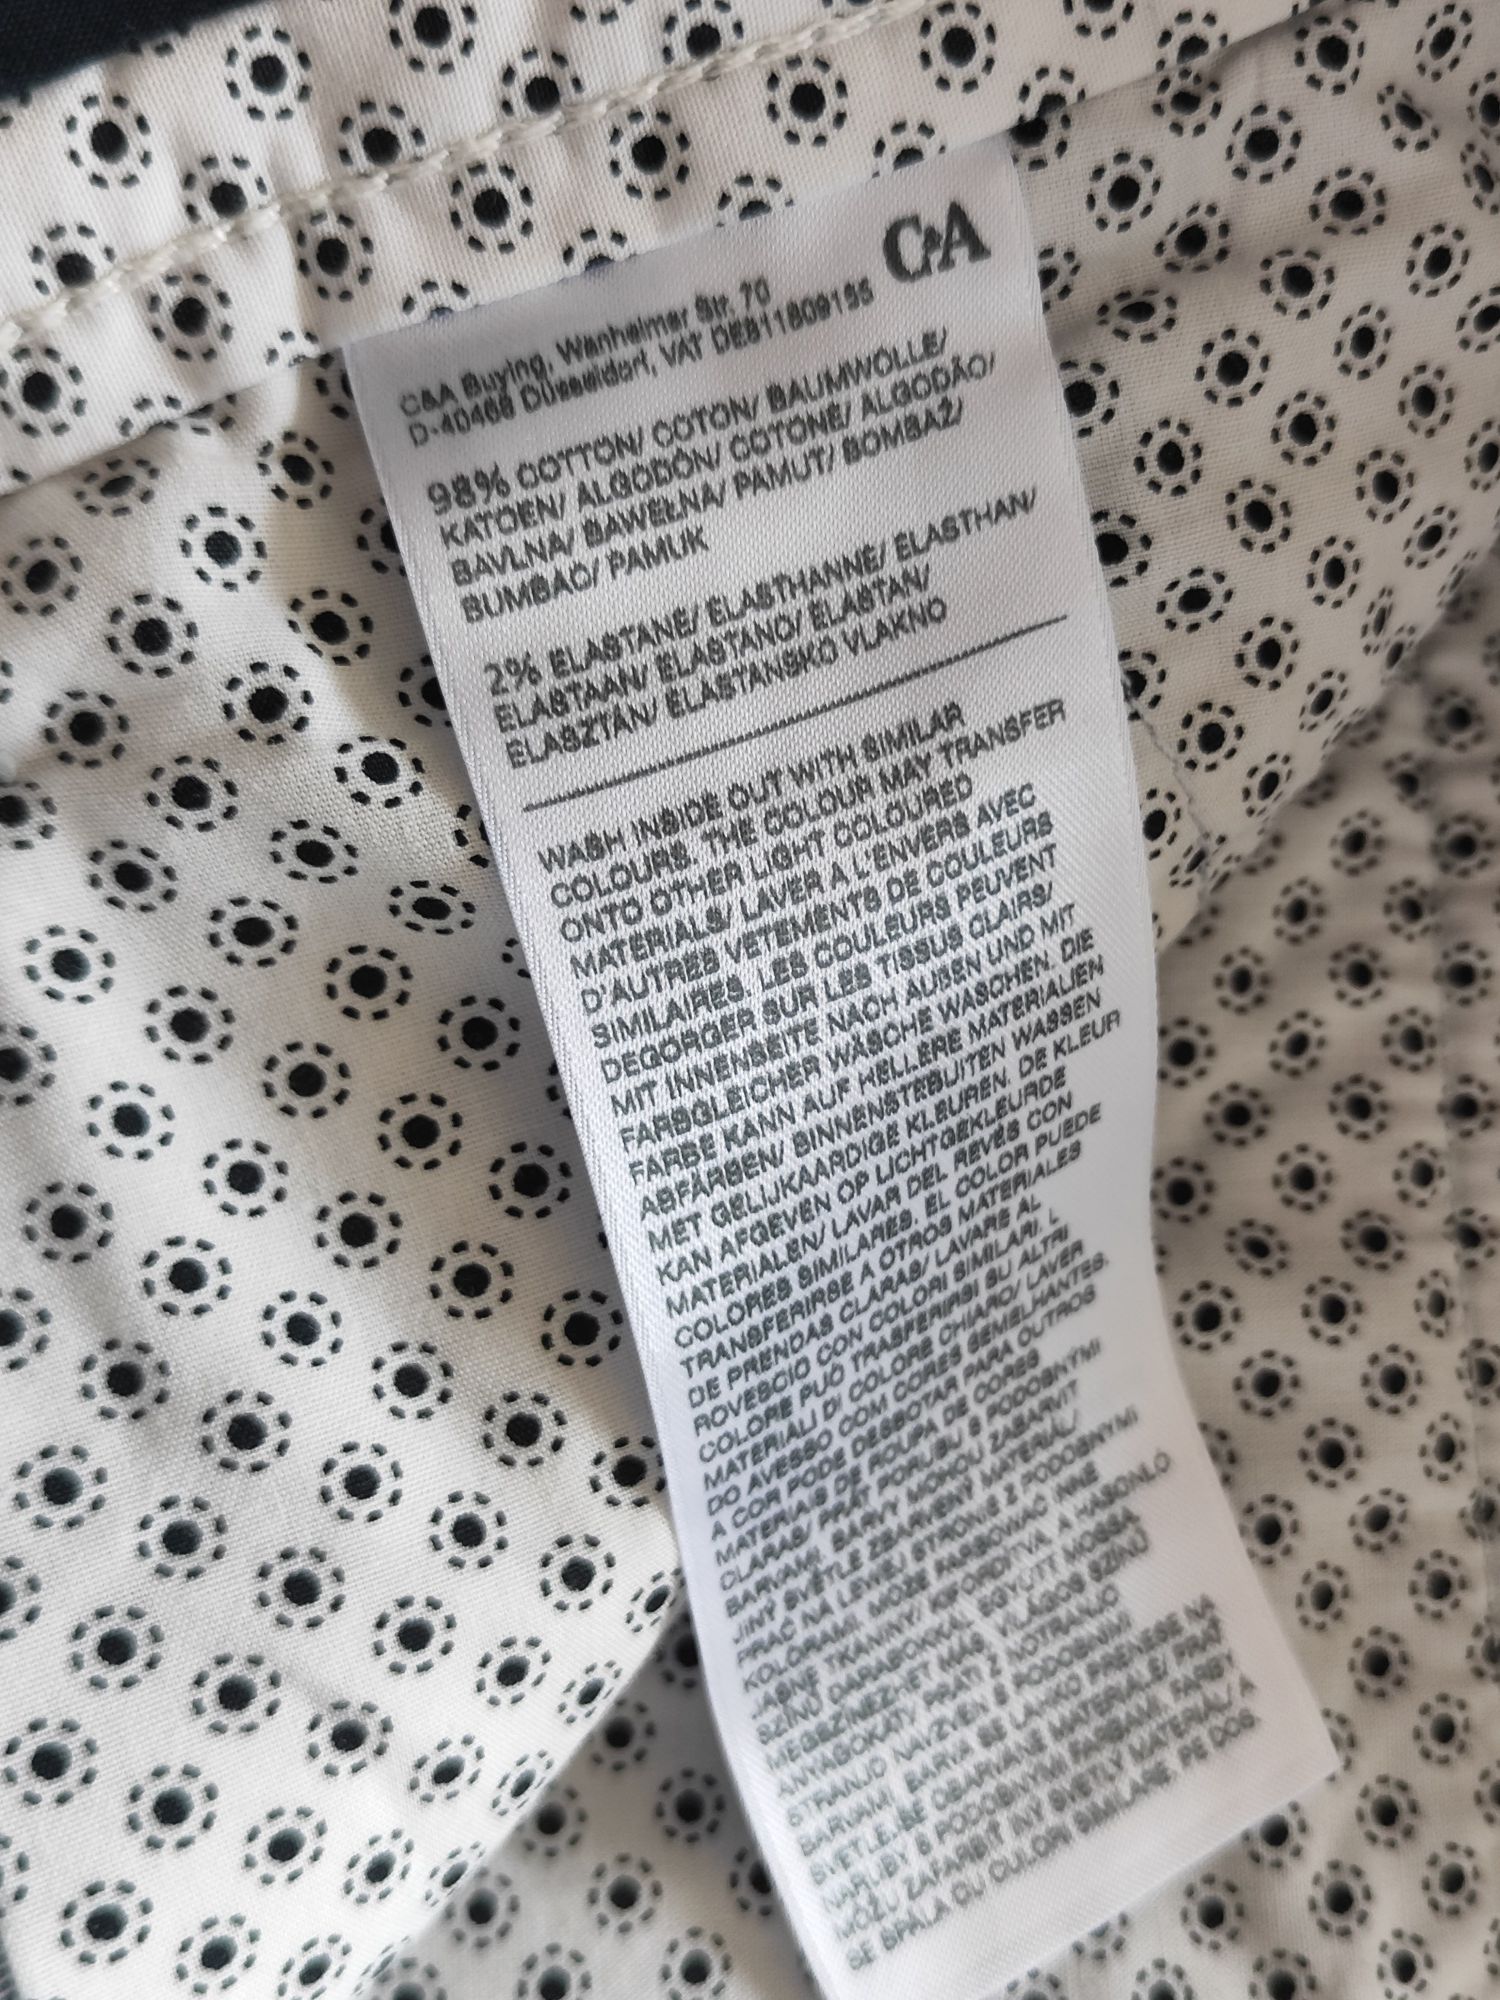 C&A
C&A Buying, Wanheimer Str. 70
D-40468 Düsseldorf, VAT DE811809155
98% COTTON/ COTON/ BAUMWOLLE/
KATOEN/ ALGODÓN/ COTONE/ ALGODÃO/
BAVLNA/ BAWEŁNA/ PAMUT/ BOMBAŽ/
BUMBAC/ PAMUK
2% ELASTANE/ ELASTHANNE/ ELASTHAN/
ELASTAAN/ ELASTANO/ ELASTAN/
ELASZTÁN/ ELASTANSKO VLAKNO
WASH INSIDE OUT WITH SIMILAR
COLOURS. THE COLOUR MAY TRANSFER
ONTO OTHER LIGHT COLOURED
MATERIALS/ LAVER A L'ENVERS AVEC
D'AUTRES VETEMENTS DE COULEURS
SIMILAIRES. LES COULEURS PEUVENT
DEGORGER SUR LES TISSUS CLAIRS/
MIT INNENSEITE NACH AUßEN UND MIT
FARBGLEICHER WÄSCHE WASCHEN. DIE
FARBE KANN AUF HELLERE MATERIALIEN
ABFÄRBEN/ BINNENSTEBUITEN WASSEN
MET GELIJKAARDIGE KLEUREN. DE KLEUR
KAN AFGEVEN OP LICHTGEKLEURDE
MATERIALEN/ LAVAR DEL REVÉS CON
COLORES SIMILARES. EL COLOR PUEDE
TRANSFERIRSE A OTROS MATERIALES
DE PRENDAS CLARAS/ LAVARE AL
ROVESCIO CON COLORI SIMILARI. L
COLORE PUÒ TRASFERIRSI SU ALTRI
MATERIALI DI COLORE CHIARO/ LAVER
DO AVESSO COM CORES SEMELHANTES.
A COR PODE DESBOTAR PARA OUTROS
MATERIAIS DE ROUPA DE CORES
CLARAS/ PRÁT PORUBU S PODOBNÝMI
BARVAMI. BARVY MOHOU ZABARVIT
JINÝ SVĚTLE ZBARVENÝ MATERIÁL/
PRAĆ NA LEWEJ STRONIE Z PODOBNYMI
KOLORAMI. MOŻE FARBOWAĆ INNE
JASNE TKANINY/ KIFORDÍTVA, A HASONLÓ
SZÍNŰ DARABOKKAL EGYÜTT MOSSA.
MEGSZÍNEZHET MÁS, VILÁGOS SZÍNŰ
ANYAGOKAT/ PRATI Z NOTRANJO
STRANJO NAVZVEN S PODOBNIMI
BARVAMI. BARVA SE LAHKO PRENESE NA
SVETLEJŠE OBARVANE MATERIALE/ PRAŤ
NARUBY S PODOBNÝMI FARBAMI. FARBY
MÔŽU ZAFARBIŤ INÝ SVETLÝ MATERIÁL/ A
SE SPĂLA CU CULORI SIMILARE. PE DOS.